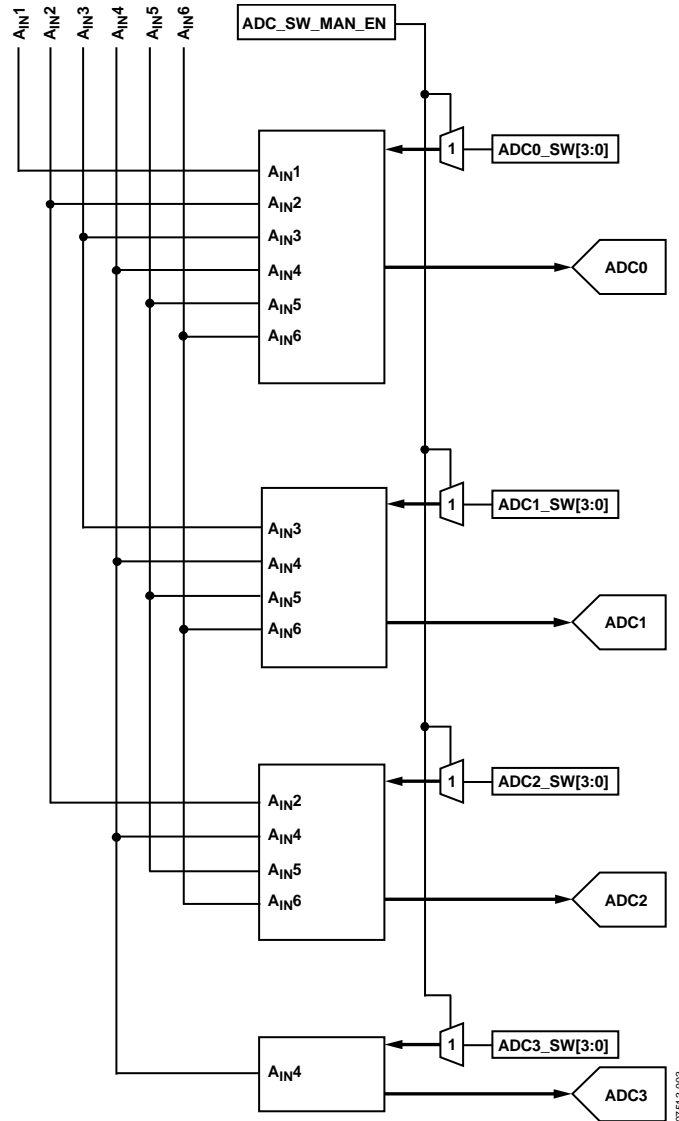 AIN1
AIN2
AIN3
AIN4
AIN5
AIN6
ADC_SW_MAN_EN
1
ADC0_SW[3:0]
AIN1
AIN2
AIN3
AIN4
AIN5
AIN6
ADC0
1
ADC1_SW[3:0]
AIN3
AIN4
AIN5
AIN6
ADC1
1
ADC2_SW[3:0]
AIN2
AIN4
AIN5
AIN6
ADC2
1
ADC3_SW[3:0]
AIN4
ADC3